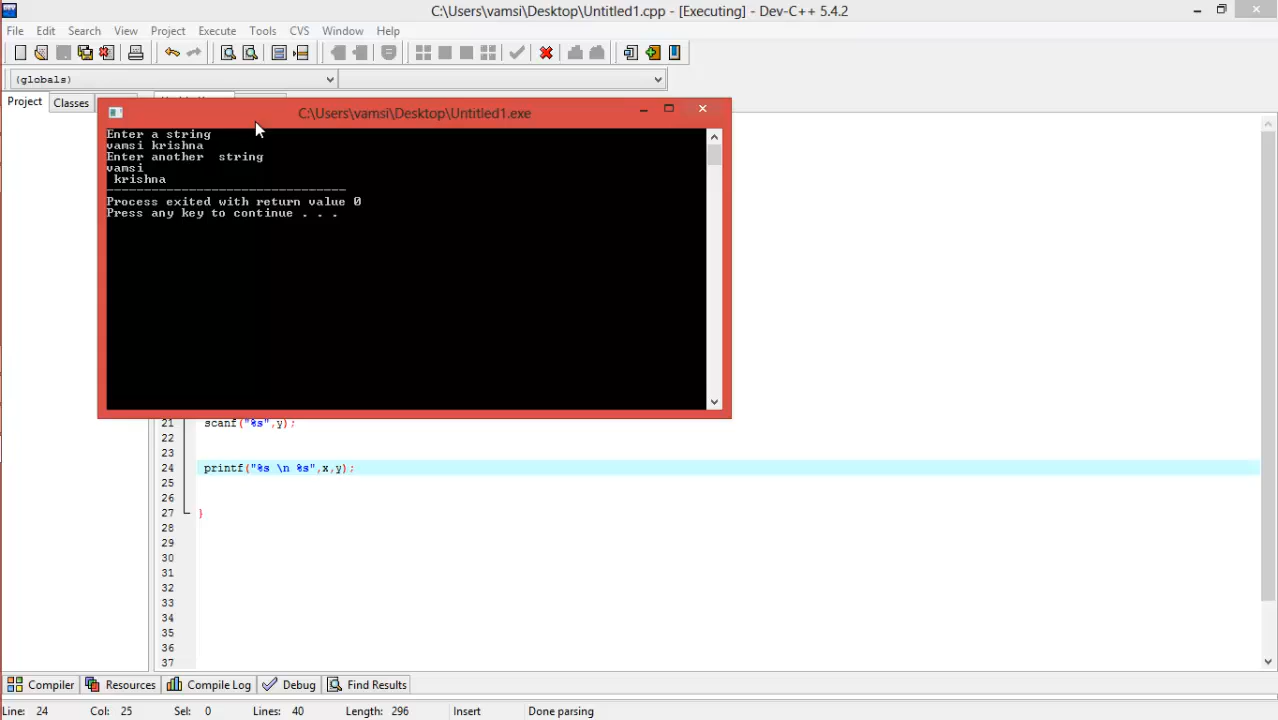 C:\Users\vamsi\Desktop\Untitled1.cpp - [Executing] - Dev-C++ 5.4.2
File Edit Search View Project Execute Tools CVS Window Help
(globals)
Project Classes
C:\Users\vamsi\Desktop\Untitled1.exe
Enter a string
vamsi krishna
Enter another  string
vamsi
 krishna
--------------------------------
Process exited with return value 0
Press any key to continue . . .
21 scanf("%s",y);
22
23
24 printf("%s \n %s",x,y);
25
26
27 }
28
29
30
31
32
33
34
35
36
37
Compiler Resources Compile Log Debug Find Results
Line: 24 Col: 25 Sel: 0 Lines: 40 Length: 296 Insert Done parsing